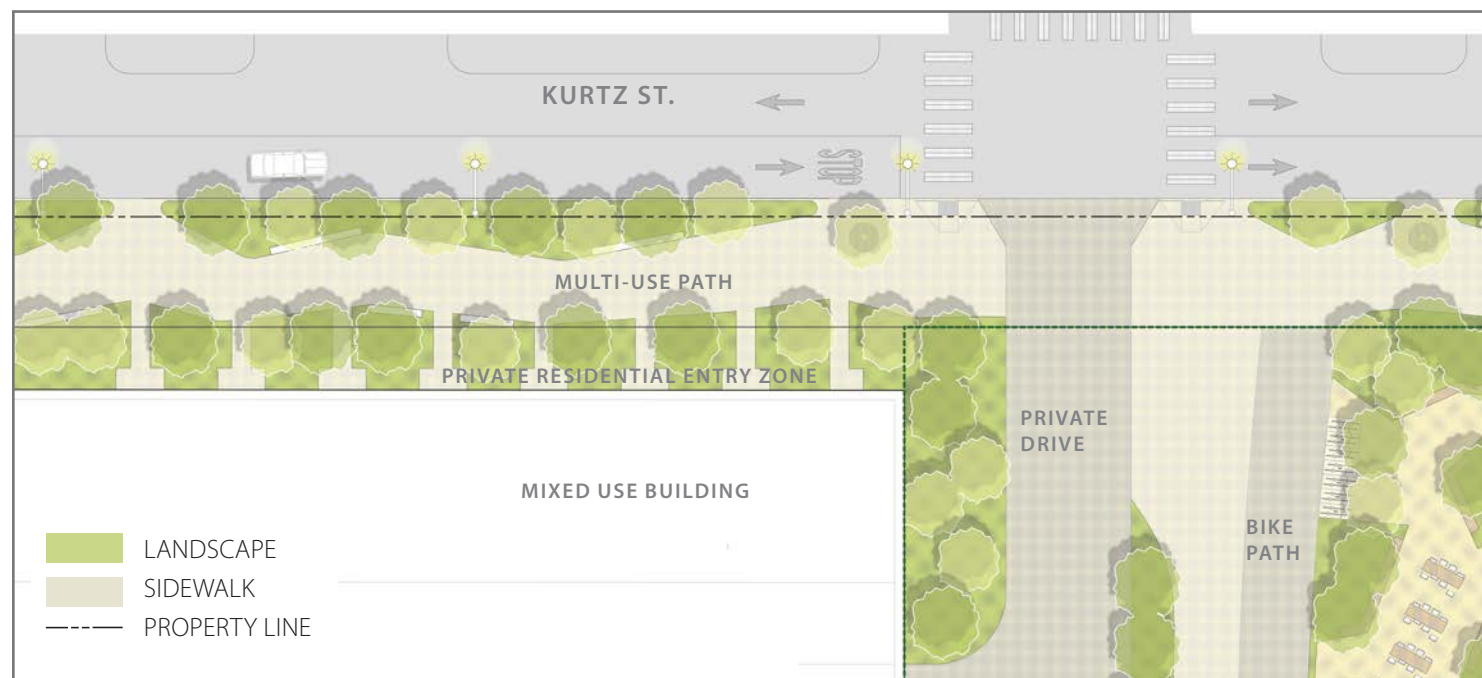 KURTZ ST.
STOP
MULTI-USE PATH
PRIVATE RESIDENTIAL ENTRY ZONE
PRIVATE
DRIVE
MIXED USE BUILDING
BIKE
PATH
LANDSCAPE
SIDEWALK
PROPERTY LINE